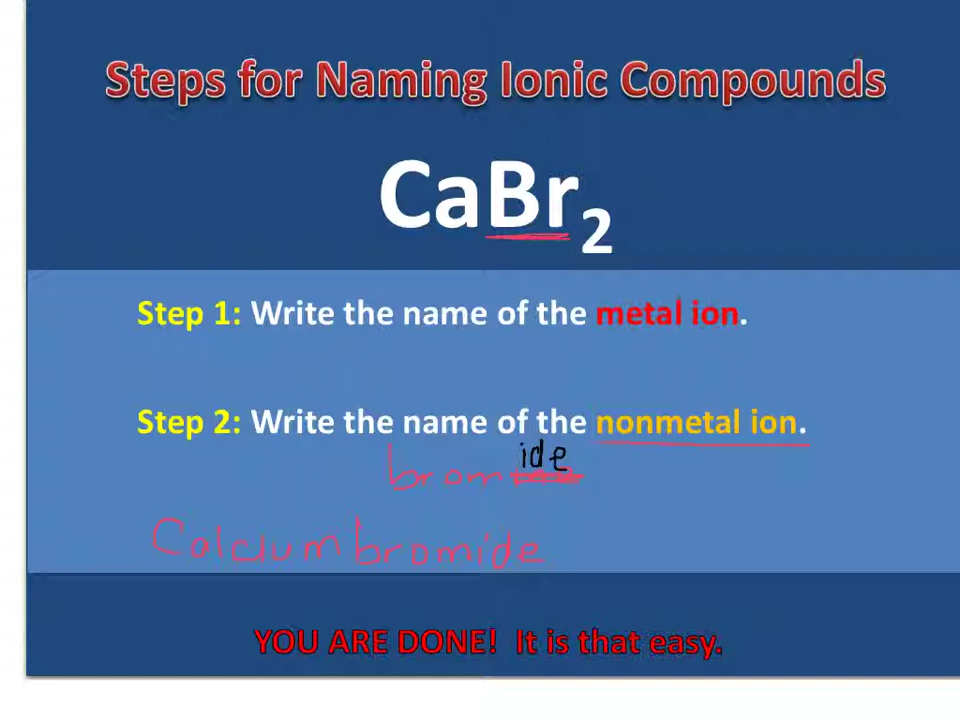 Steps for Naming Ionic Compounds
CaBr₂
Step 1: Write the name of the metal ion.
Step 2: Write the name of the nonmetal ion.
ide
brom
Calcium bromide
YOU ARE DONE! It is that easy.